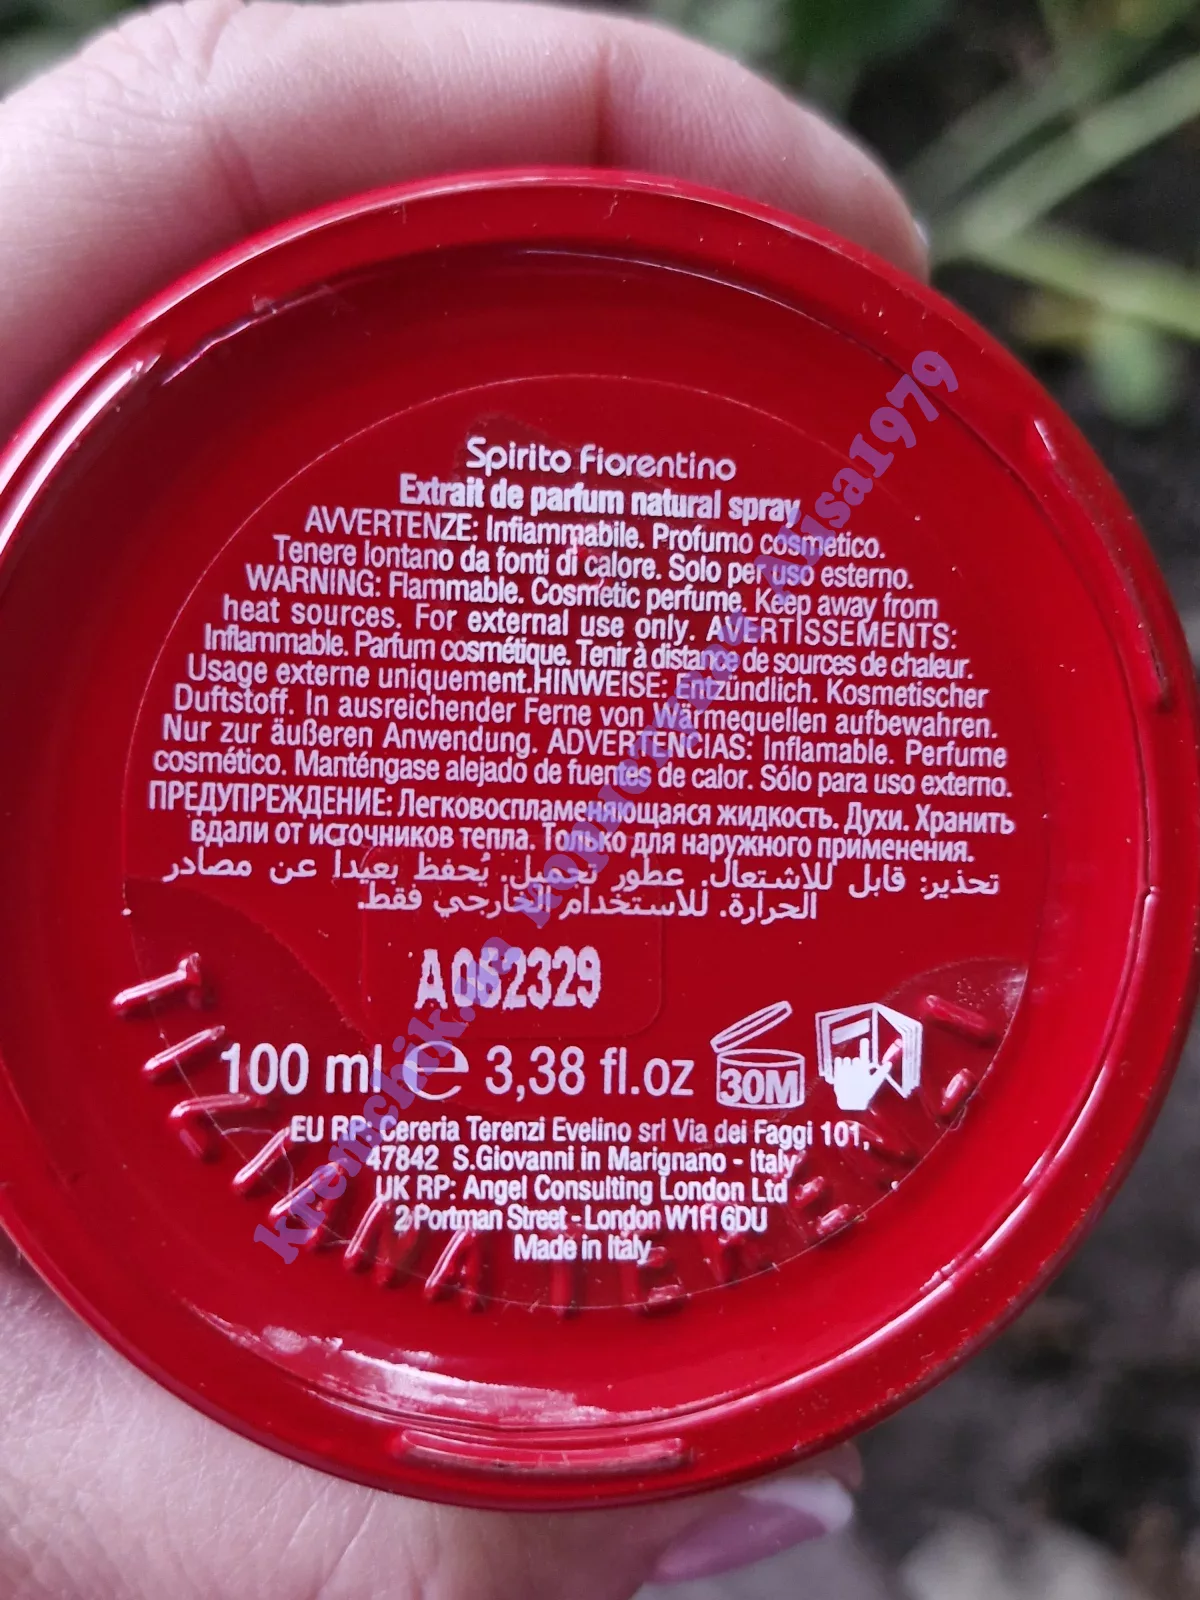 Spirito Fiorentino
Extrait de parfum natural spray
AVVERTENZE: Infiammabile. Profumo cosmetico.
Tenere lontano da fonti di calore. Solo per uso esterno.
WARNING: Flammable. Cosmetic perfume. Keep away from
heat sources. For external use only. AVERTISSEMENTS:
Inflammable. Parfum cosmétique. Tenir à distance de sources de chaleur.
Usage externe uniquement.HINWEISE: Entzündlich. Kosmetischer
Duftstoff. In ausreichender Ferne von Wärmequellen aufbewahren.
Nur zur äußeren Anwendung. ADVERTENCIAS: Inflamable. Perfume
cosmético. Manténgase alejado de fuentes de calor. Sólo para uso externo.
ПРЕДУПРЕЖДЕНИЕ: Легковоспламеняющаяся жидкость. Духи. Хранить
вдали от источников тепла. Только для наружного применения.
تحذير: قابل للاشتعال. عطور تجميل. يُحفظ بعيداً عن مصادر
الحرارة. للاستخدام الخارجي فقط.
A052329
100 ml e 3,38 fl.oz 30M
EU RP: Cereria Terenzi Evelino srl Via dei Faggi 101,
47842 S.Giovanni in Marignano - Italy
UK RP: Angel Consulting London Ltd
2 Portman Street - London W1H 6DU
Made in Italy
TIZIANA TERENZI
Alisa1979